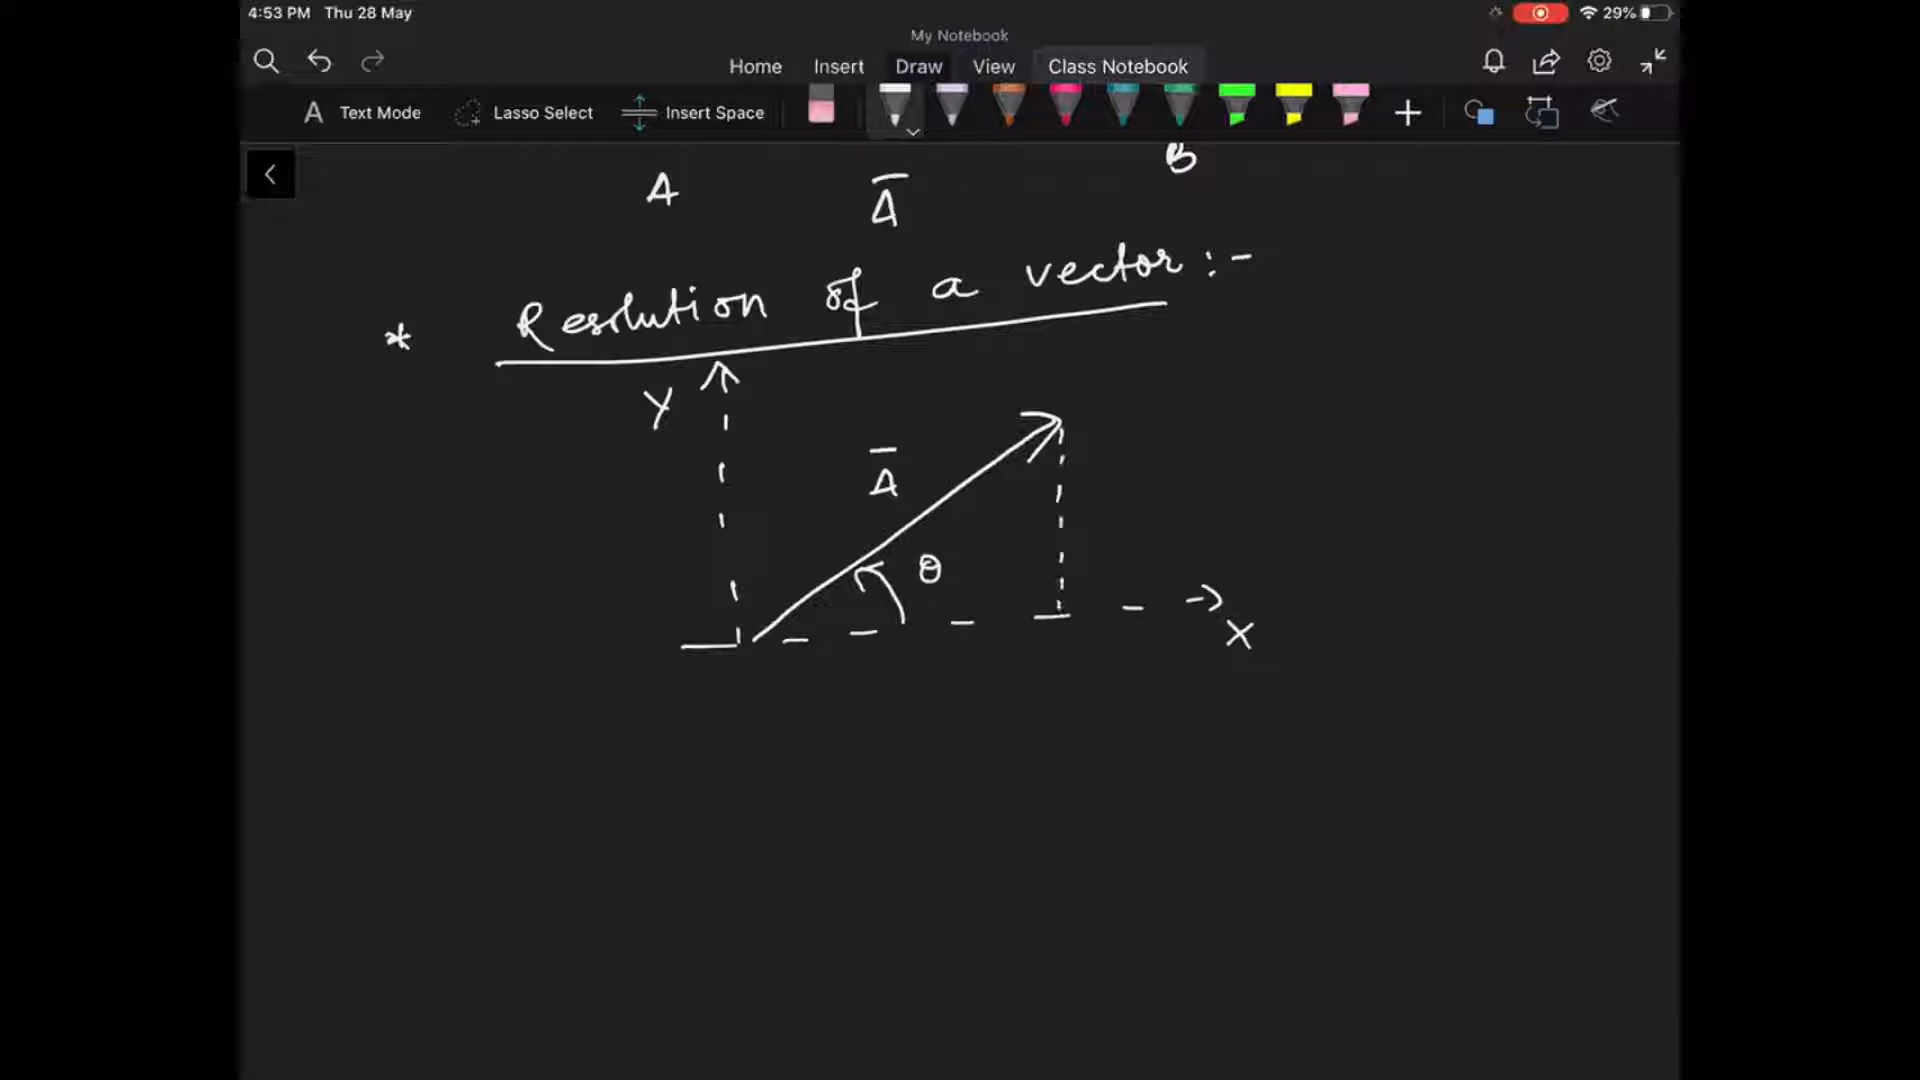 4:53 PM Thu 28 May 29%
My Notebook
Home Insert Draw View Class Notebook
A Text Mode Lasso Select Insert Space
B
A A̅
* Resolution of a vector :-
Y
A̅
θ
X